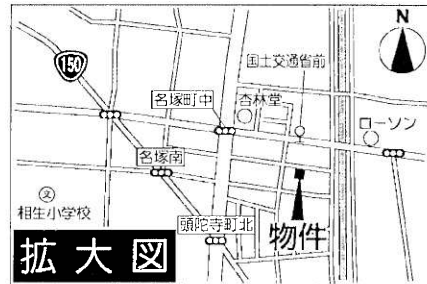 N
150
国土交通省前
名塚町中
杏林堂
ローソン
名塚南
文
相生小学校
頭陀寺町北
物件
拡大図